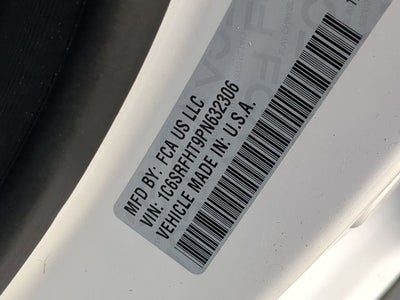 MFD BY: FCA US LLC
VIN: 1C6SRFHT9PN632306
VEHICLE MADE IN U.S.A.